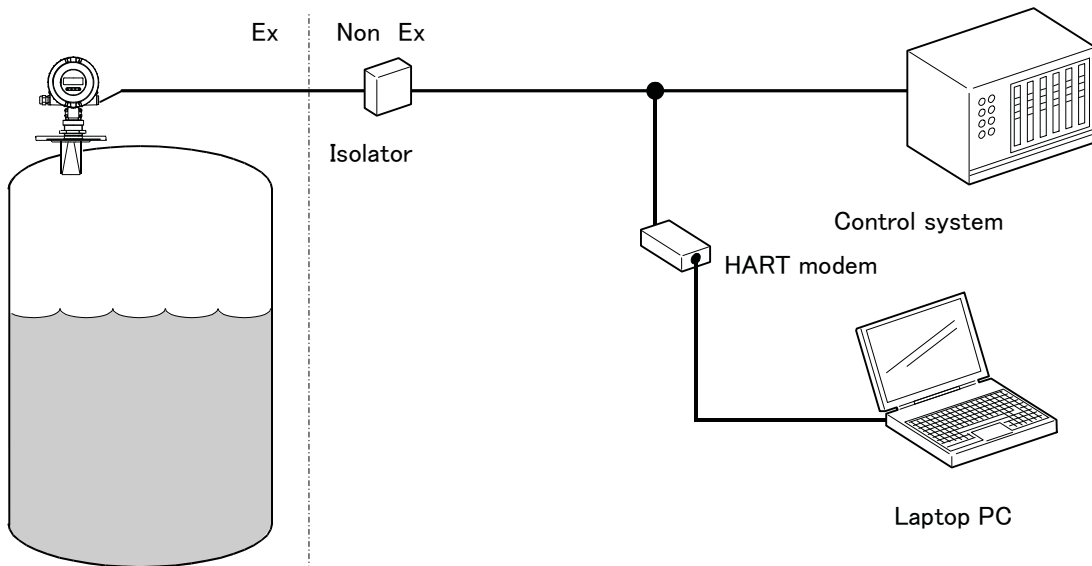 Ex Non Ex
Isolator
Control system
HART modem
Laptop PC